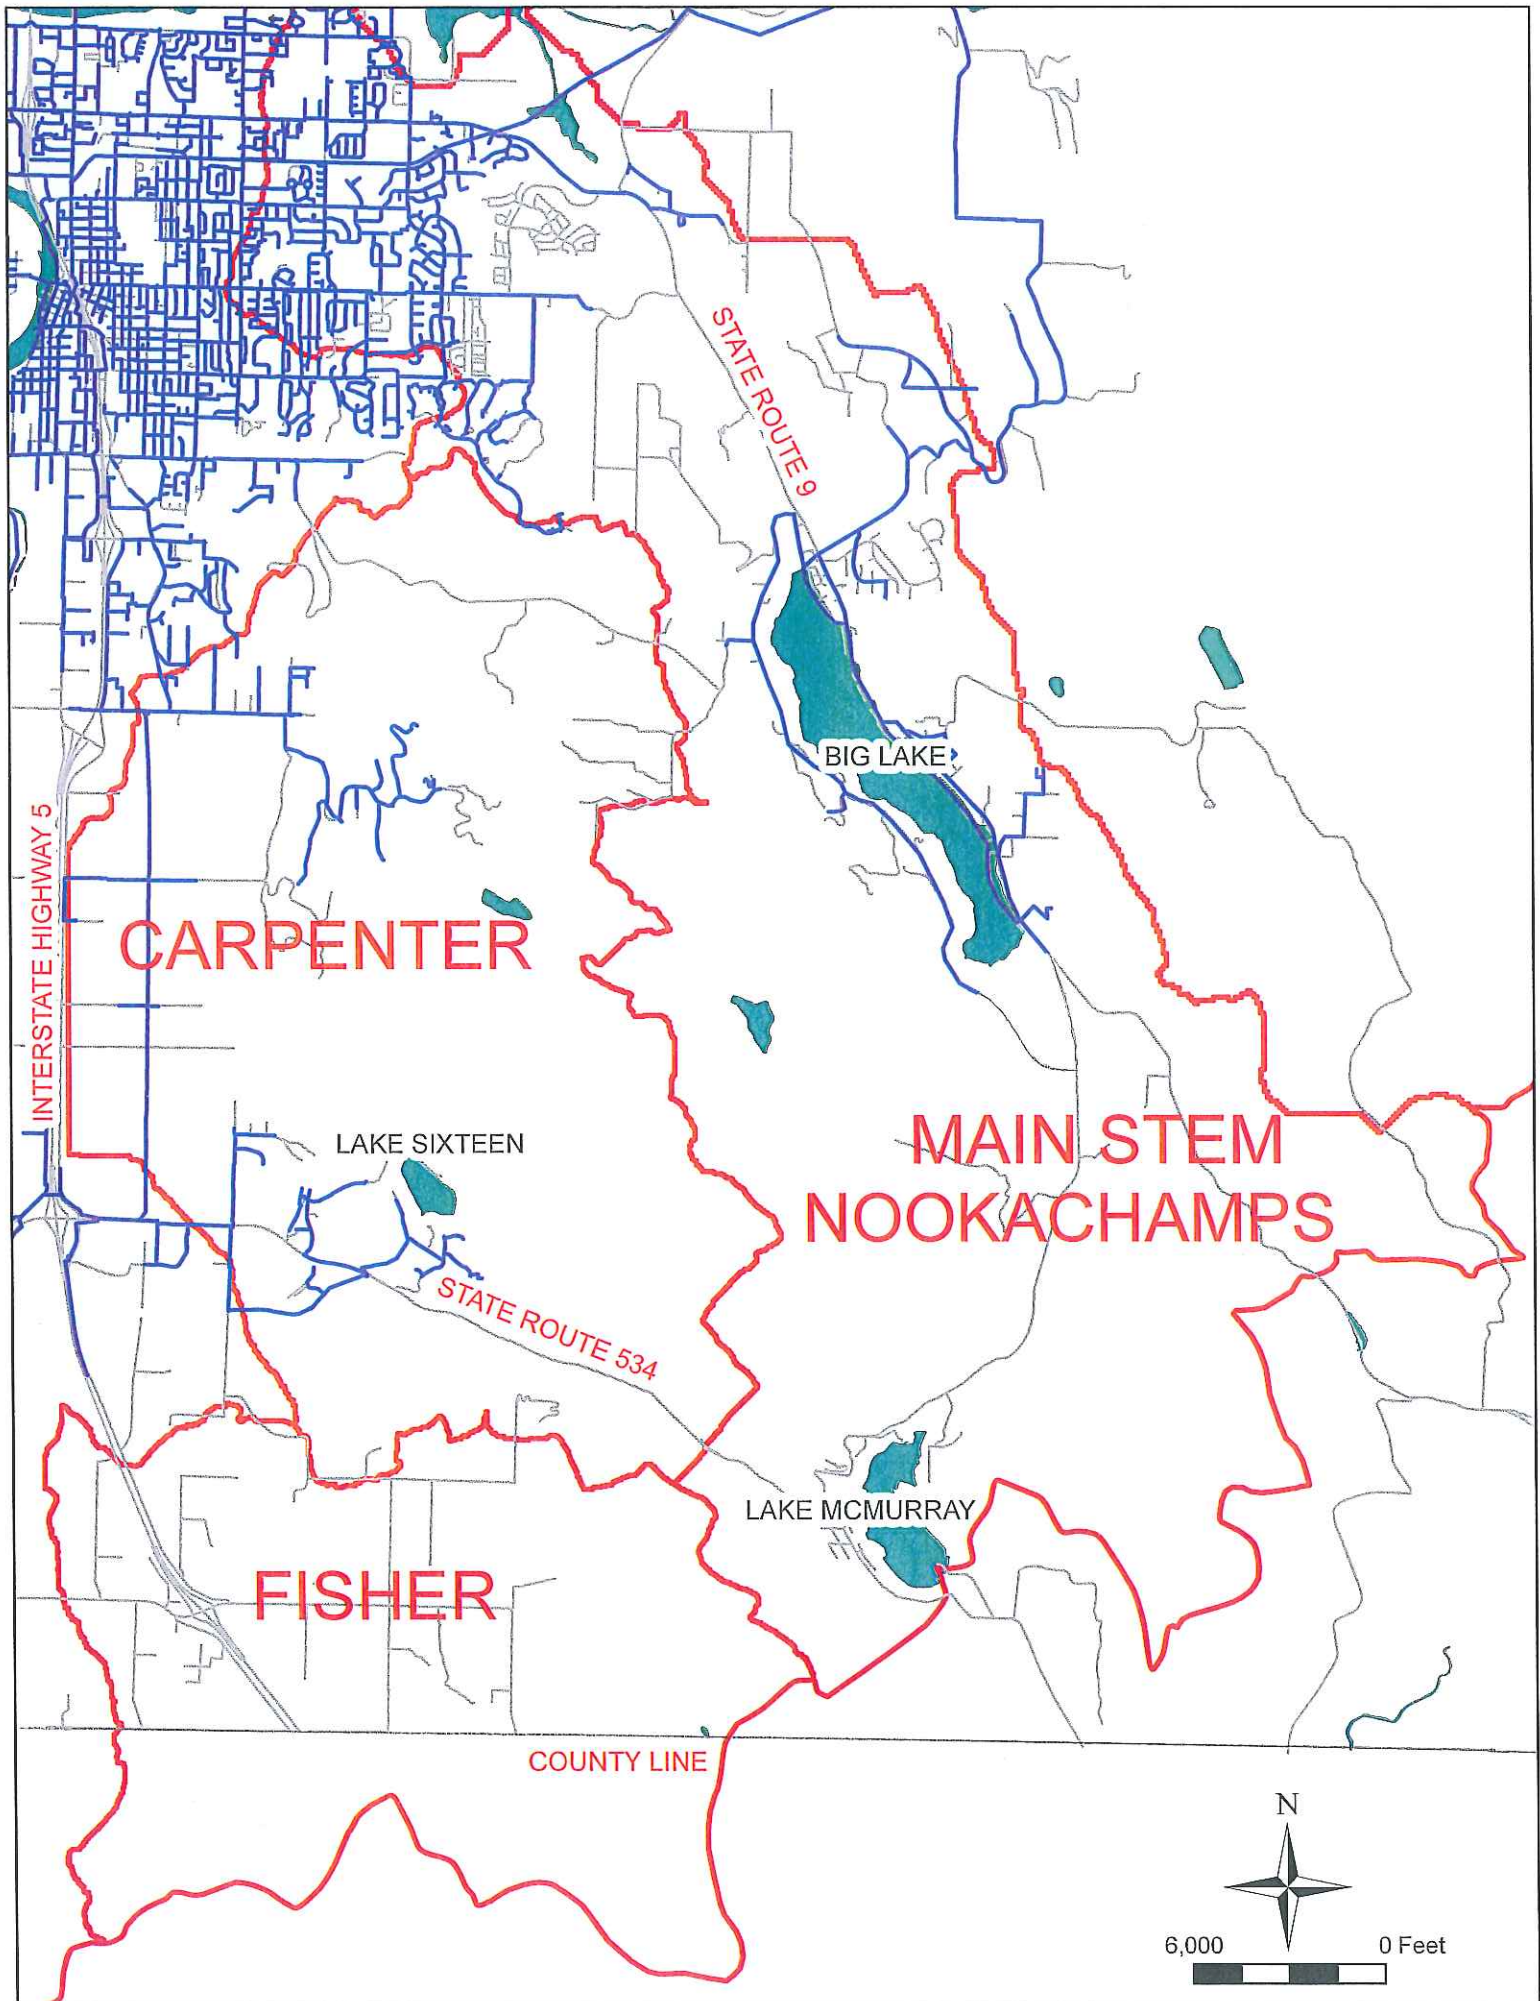 STATE ROUTE 9
BIG LAKE
INTERSTATE HIGHWAY 5
CARPENTER
MAIN STEM
NOOKACHAMPS
LAKE SIXTEEN
STATE ROUTE 534
LAKE MCMURRAY
FISHER
COUNTY LINE
N
6,000 0 Feet